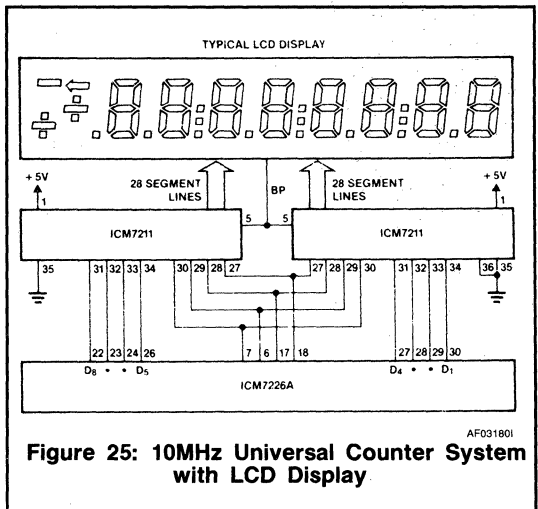 TYPICAL LCD DISPLAY
+ 5V
28 SEGMENT
LINES
BP
28 SEGMENT
LINES
+ 5V
1
5
5
1
ICM7211
ICM7211
35
31 32 33 34
30 29 28 27
27 28 29 30
31 32 33 34
36 35
22 23 24 26
7 6 17 18
27 28 29 30
D8 • • D5
D4 • • D1
ICM7226A
AF03180I
Figure 25: 10MHz Universal Counter System
with LCD Display